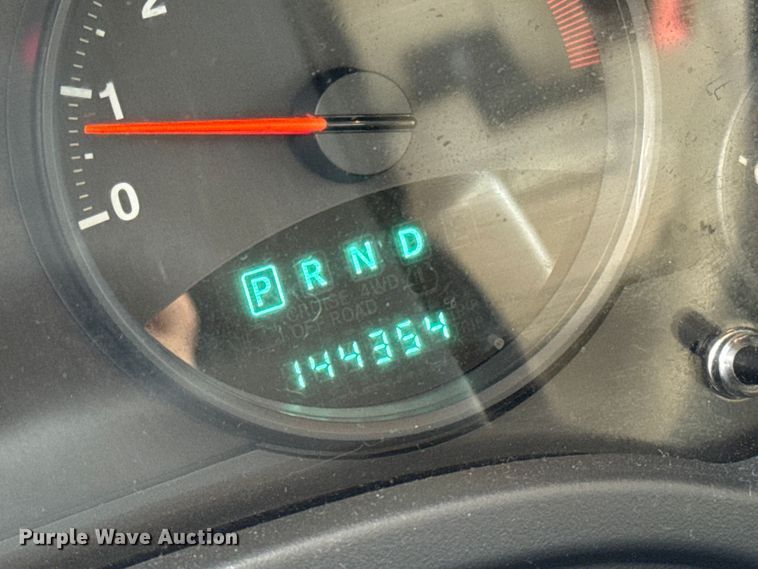 2
1
0
P R N D
4WD
OFF ROAD
144354
Purple Wave Auction